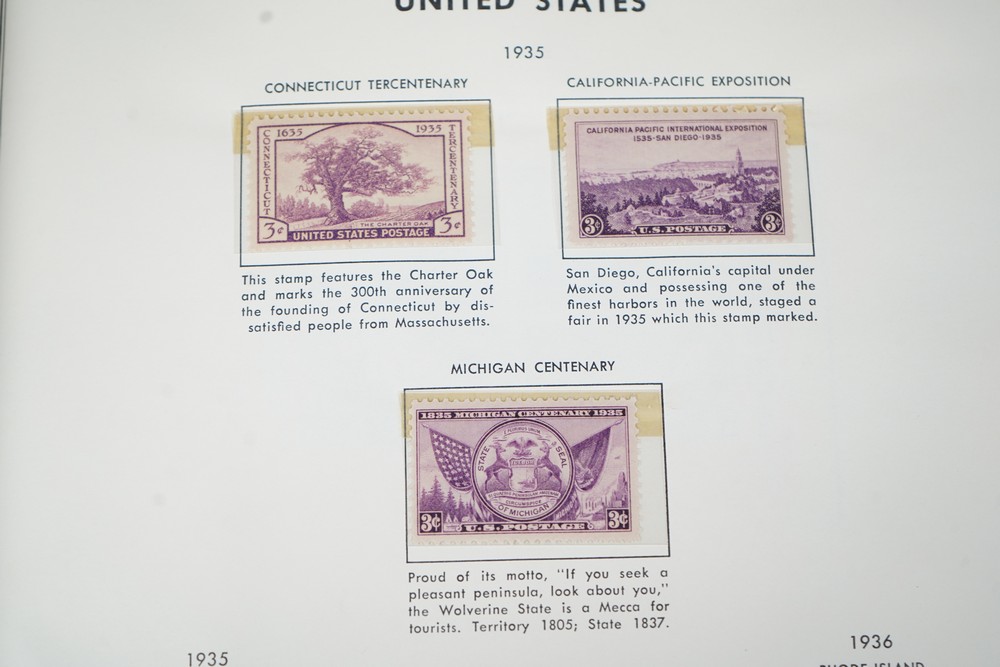 UNITED STATES
1935
CONNECTICUT TERCENTENARY
1635 1935
CONNECTICUT
TERCENTENARY
THE CHARTER OAK
3¢ 3¢
UNITED STATES POSTAGE
This stamp features the Charter Oak
and marks the 300th anniversary of
the founding of Connecticut by dis-
satisfied people from Massachusetts.
CALIFORNIA-PACIFIC EXPOSITION
CALIFORNIA PACIFIC INTERNATIONAL EXPOSITION
1535-SAN DIEGO-1935
3¢ 3¢
U.S. POSTAGE
San Diego, California's capital under
Mexico and possessing one of the
finest harbors in the world, staged a
fair in 1935 which this stamp marked.
MICHIGAN CENTENARY
1835 MICHIGAN CENTENARY 1935
STATE SEAL
OF MICHIGAN
CIRCUMSPICE
3¢ 3¢
U.S. POSTAGE
Proud of its motto, "If you seek a
pleasant peninsula, look about you,"
the Wolverine State is a Mecca for
tourists. Territory 1805; State 1837.
1935
1936
RHODE ISLAND